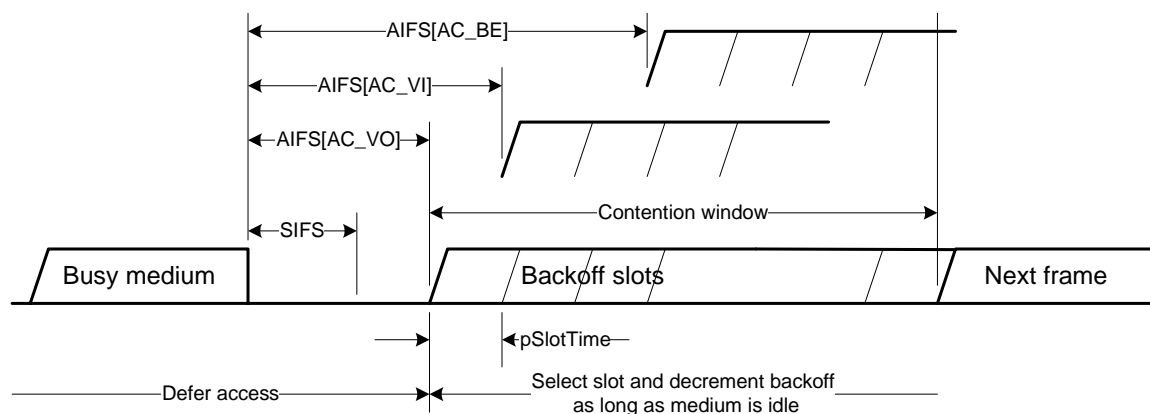 AIFS[AC_BE]
AIFS[AC_VI]
AIFS[AC_VO]
Contention window
SIFS
Busy medium
Backoff slots
Next frame
pSlotTime
Defer access
Select slot and decrement backoff
as long as medium is idle